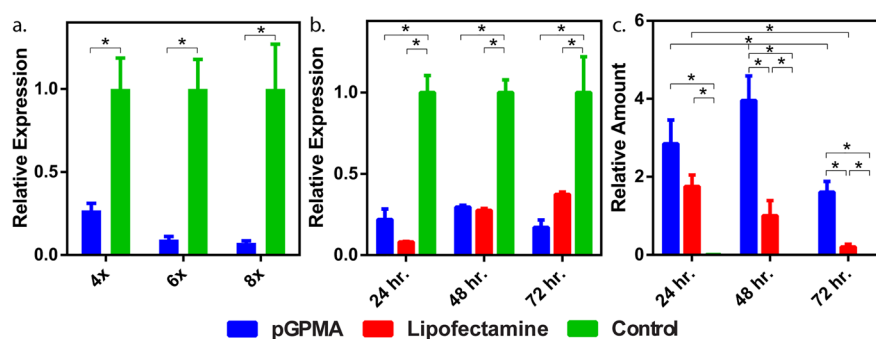 a.
Relative Expression
1.0
0.5
0.0
* * *
4x 6x 8x
b.
Relative Expression
1.0
0.5
0.0
* * *
* * *
24 hr. 48 hr. 72 hr.
c.
Relative Amount
6
4
2
0
*
* *
*
* *
* *
* * *
24 hr. 48 hr. 72 hr.
pGPMA Lipofectamine Control